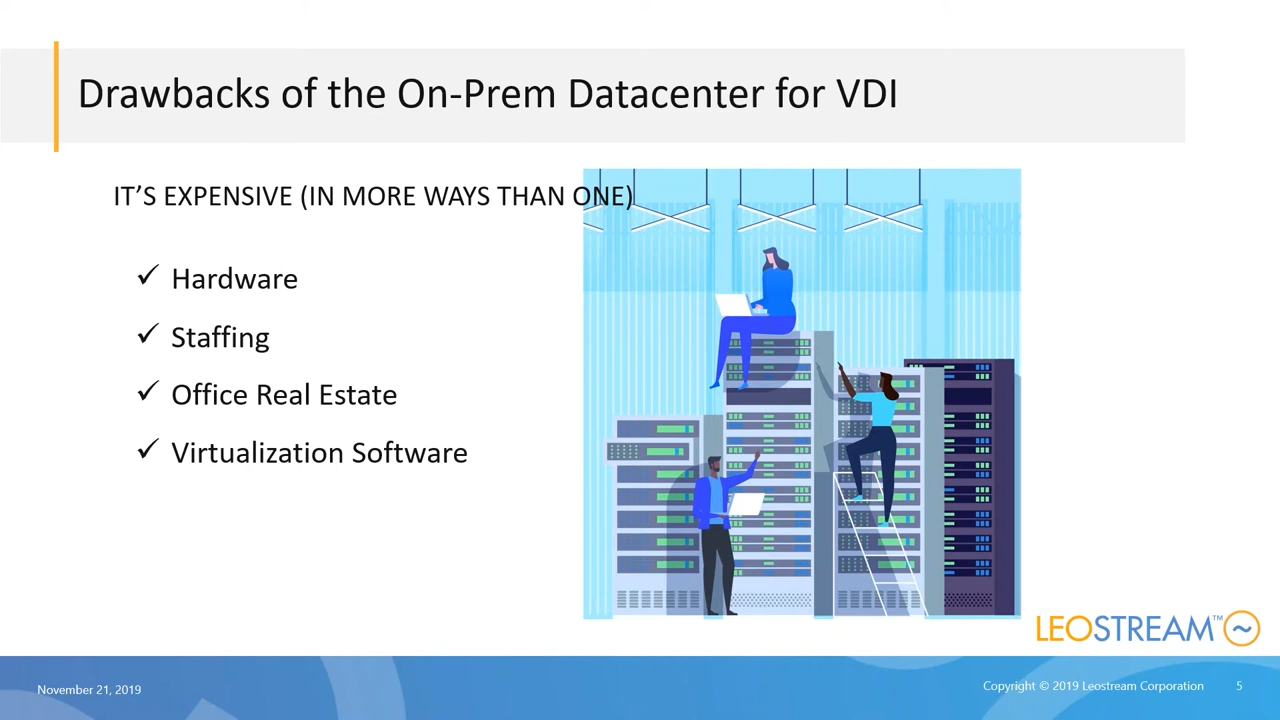 Drawbacks of the On-Prem Datacenter for VDI
IT’S EXPENSIVE (IN MORE WAYS THAN ONE)
✓ Hardware
✓ Staffing
✓ Office Real Estate
✓ Virtualization Software
LEOSTREAM™
November 21, 2019
Copyright © 2019 Leostream Corporation
5